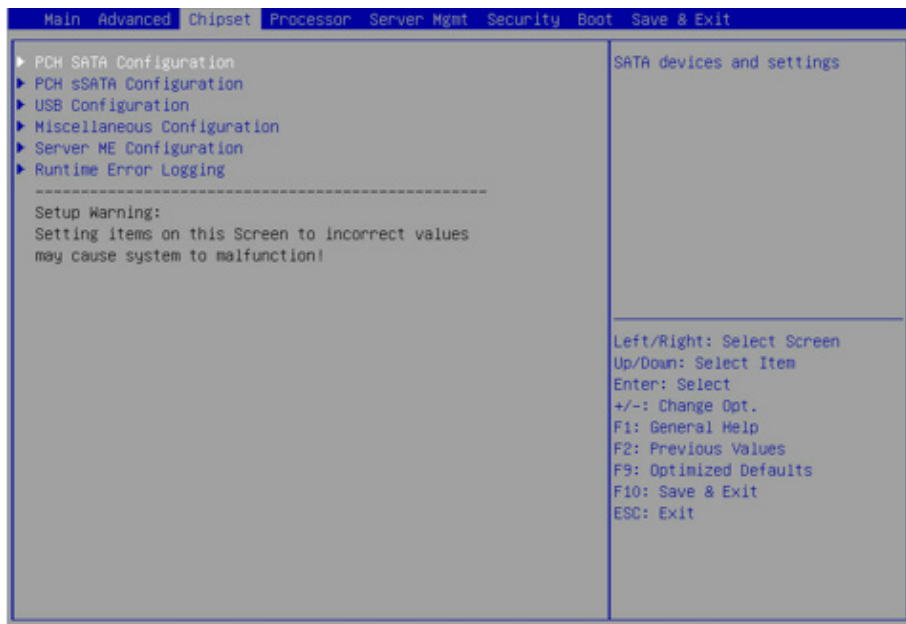 Main Advanced Chipset Processor Server Mgmt Security Boot Save & Exit
PCH SATA Configuration
PCH sSATA Configuration
USB Configuration
Miscellaneous Configuration
Server ME Configuration
Runtime Error Logging
--------------------------------------------------
Setup Warning:
Setting items on this Screen to incorrect values
may cause system to malfunction!
SATA devices and settings
Left/Right: Select Screen
Up/Down: Select Item
Enter: Select
+/-: Change Opt.
F1: General Help
F2: Previous Values
F9: Optimized Defaults
F10: Save & Exit
ESC: Exit